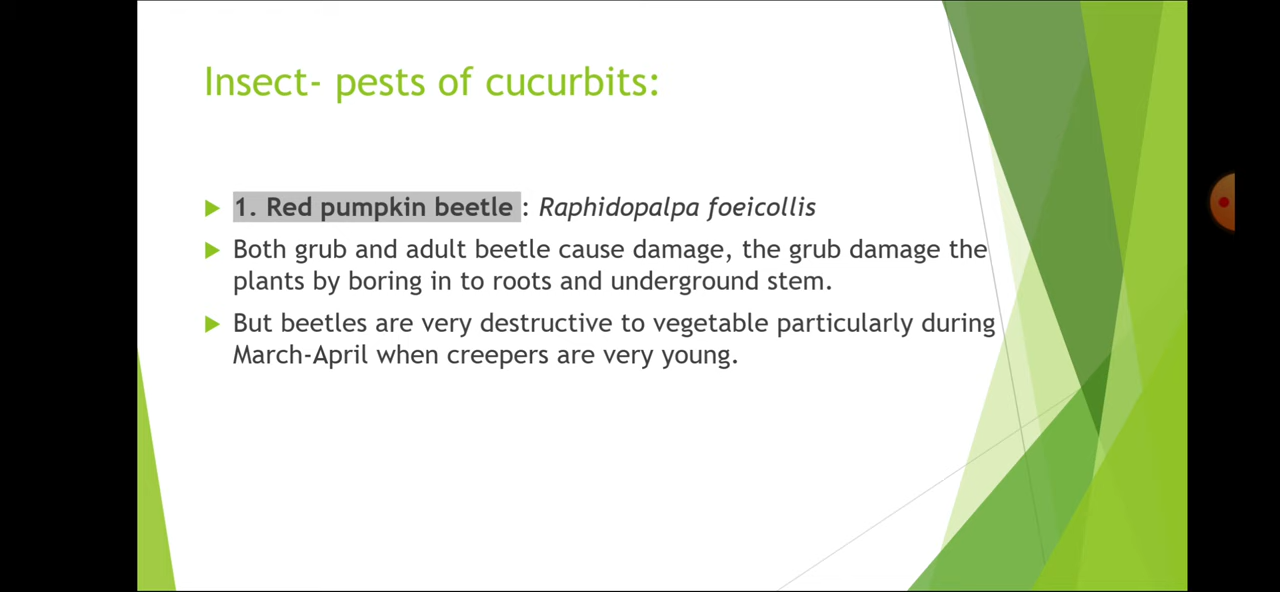 Insect- pests of cucurbits:
1. Red pumpkin beetle : Raphidopalpa foeicollis
Both grub and adult beetle cause damage, the grub damage the
plants by boring in to roots and underground stem.
But beetles are very destructive to vegetable particularly during
March-April when creepers are very young.